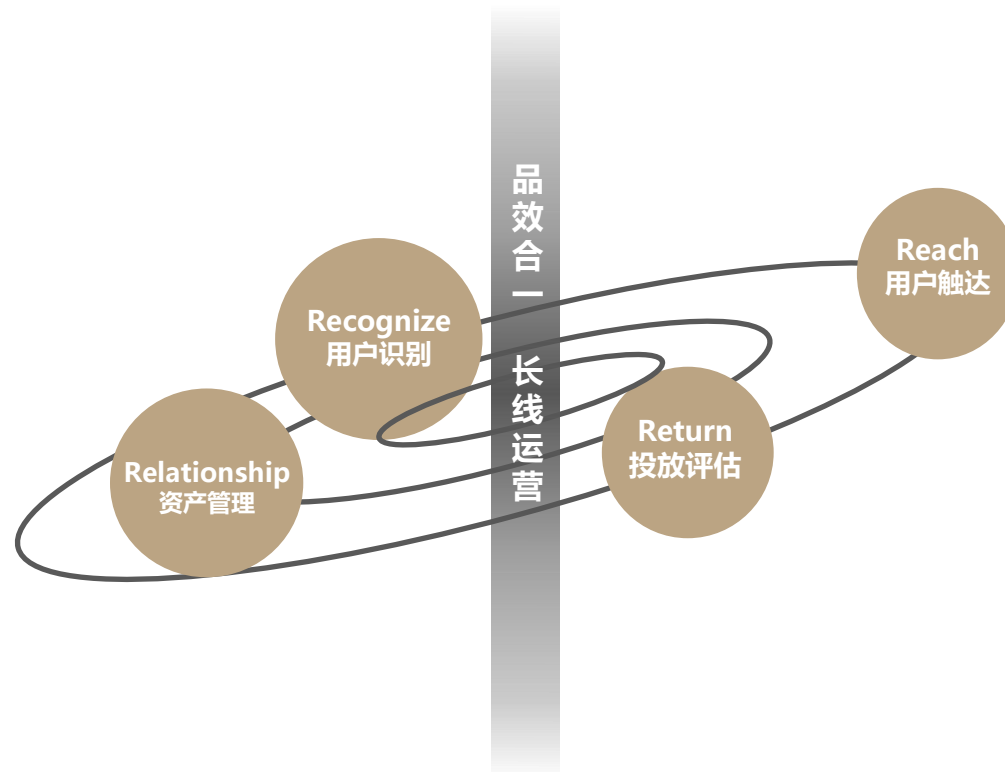 品效合一 长线运营
Reach
用户触达
Recognize
用户识别
Return
投放评估
Relationship
资产管理